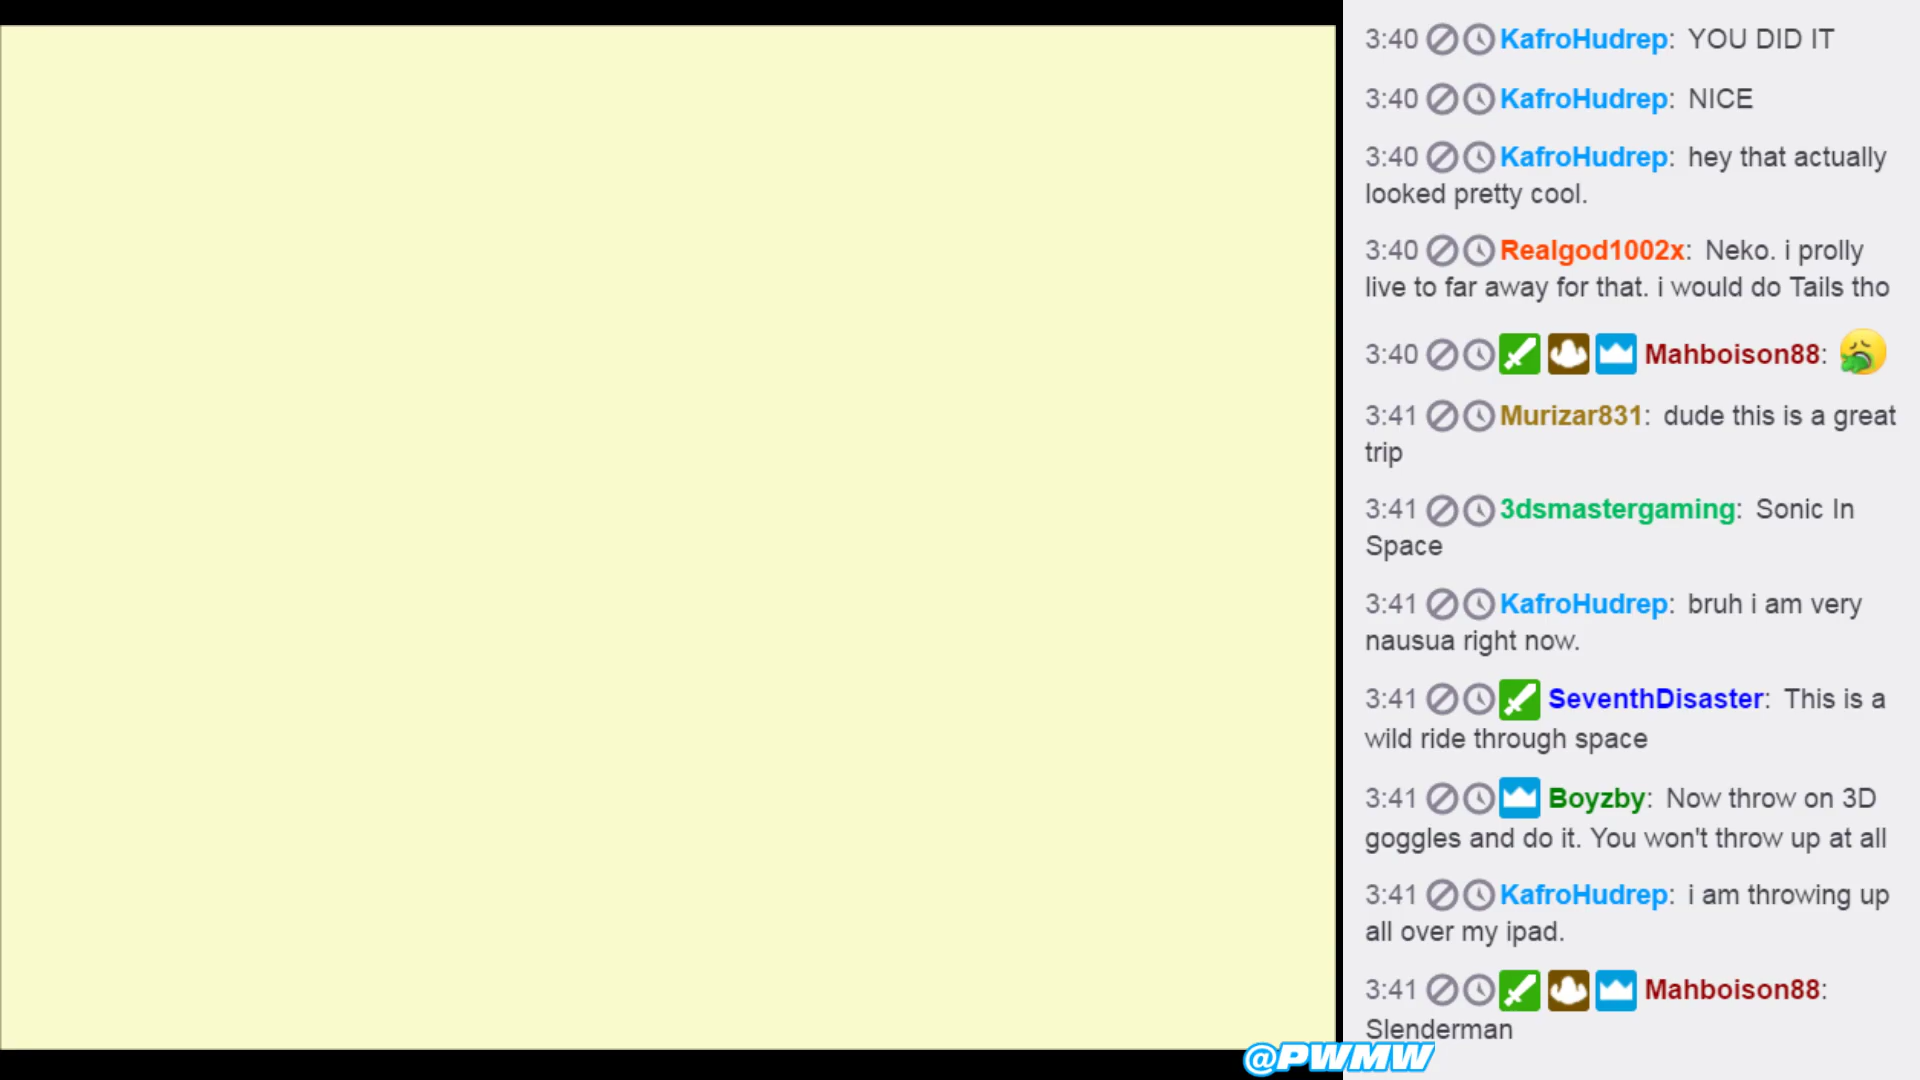 3:40 KafroHudrep: YOU DID IT
3:40 KafroHudrep: NICE
3:40 KafroHudrep: hey that actually
looked pretty cool.
3:40 Realgod1002x: Neko. i prolly
live to far away for that. i would do Tails tho
3:40 Mahboison88:
3:41 Murizar831: dude this is a great
trip
3:41 3dsmastergaming: Sonic In
Space
3:41 KafroHudrep: bruh i am very
nausua right now.
3:41 SeventhDisaster: This is a
wild ride through space
3:41 Boyzby: Now throw on 3D
goggles and do it. You won't throw up at all
3:41 KafroHudrep: i am throwing up
all over my ipad.
3:41 Mahboison88:
Slenderman
@PWMW